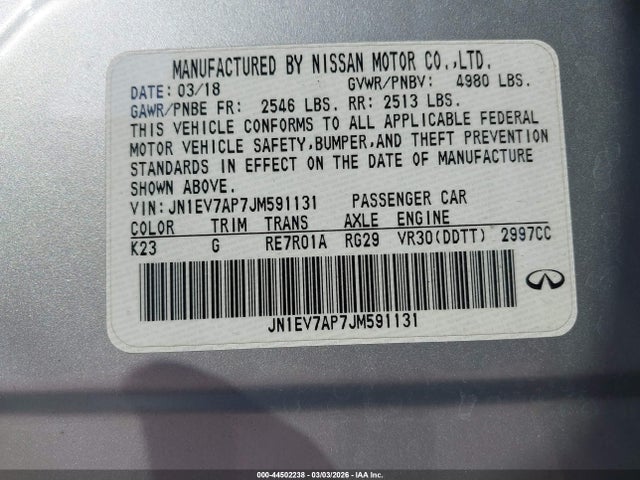 MANUFACTURED BY NISSAN MOTOR CO.,LTD.
DATE: 03/18 GVWR/PNBV: 4980 LBS.
GAWR/PNBE FR: 2546 LBS. RR: 2513 LBS.
THIS VEHICLE CONFORMS TO ALL APPLICABLE FEDERAL
MOTOR VEHICLE SAFETY,BUMPER,AND THEFT PREVENTION
STANDARDS IN EFFECT ON THE DATE OF MANUFACTURE
SHOWN ABOVE.
VIN: JN1EV7AP7JM591131 PASSENGER CAR
COLOR TRIM TRANS AXLE ENGINE
K23 G RE7R01A RG29 VR30(DDTT) 2997CC
JN1EV7AP7JM591131
000-44502238 - 03/03/2026 - IAA Inc.